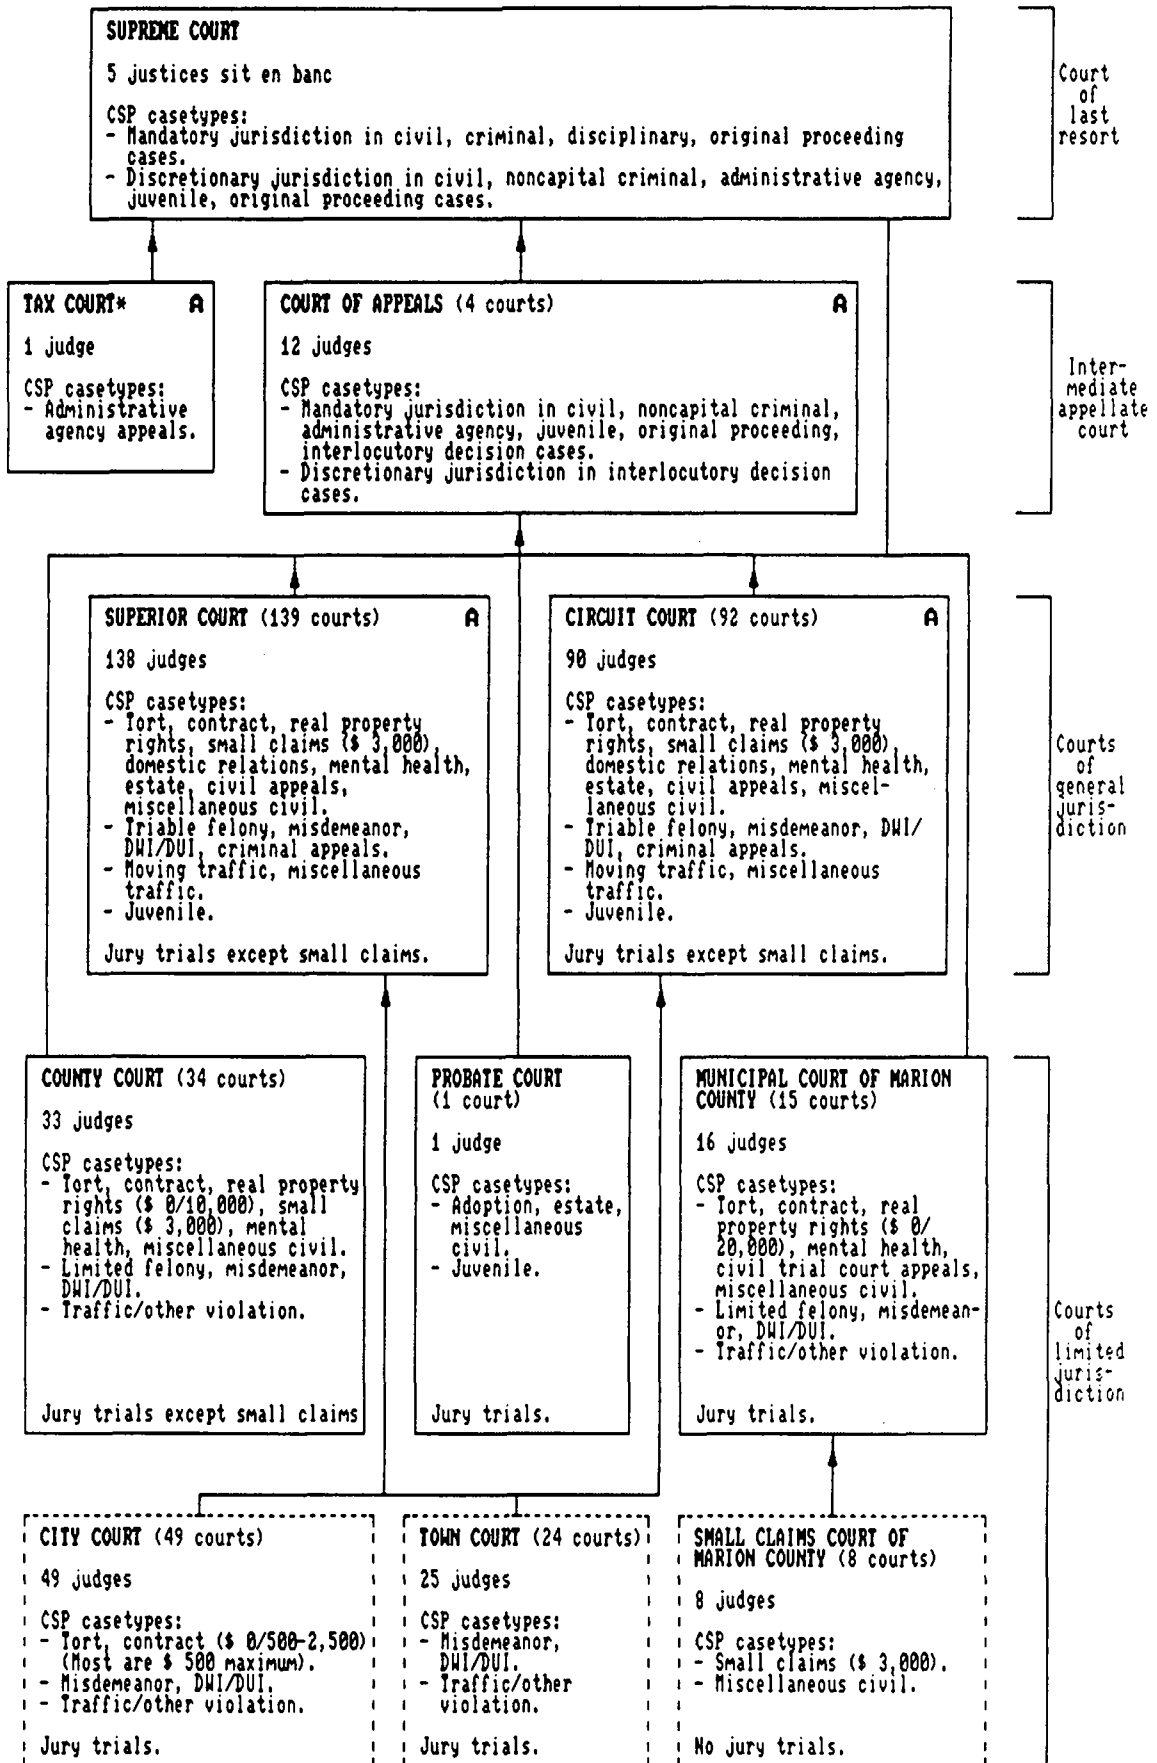 SUPREME COURT
5 justices sit en banc
CSP casetypes:
- Mandatory jurisdiction in civil, criminal, disciplinary, original proceeding
cases.
- Discretionary jurisdiction in civil, noncapital criminal, administrative agency,
juvenile, original proceeding cases.
Court
of
last
resort
TAX COURT* A
1 judge
CSP casetypes:
- Administrative
agency appeals.
COURT OF APPEALS (4 courts) A
12 judges
CSP casetypes:
- Mandatory jurisdiction in civil, noncapital criminal,
administrative agency, juvenile, original proceeding,
interlocutory decision cases.
- Discretionary jurisdiction in interlocutory decision
cases.
Inter-
mediate
appellate
court
SUPERIOR COURT (139 courts) A
138 judges
CSP casetypes:
- Tort, contract, real property
rights, small claims ($ 3,000),
domestic relations, mental health,
estate, civil appeals,
miscellaneous civil.
- Triable felony, misdemeanor,
DWI/DUI, criminal appeals.
- Moving traffic, miscellaneous
traffic.
- Juvenile.
Jury trials except small claims.
CIRCUIT COURT (92 courts) A
90 judges
CSP casetypes:
- Tort, contract, real property
rights, small claims ($ 3,000),
domestic relations, mental health,
estate, civil appeals, miscel-
laneous civil.
- Triable felony, misdemeanor, DWI/
DUI, criminal appeals.
- Moving traffic, miscellaneous
traffic.
- Juvenile.
Jury trials except small claims.
Courts
of
general
juris-
diction
COUNTY COURT (34 courts)
33 judges
CSP casetypes:
- Tort, contract, real property
rights ($ 0/10,000), small
claims ($ 3,000), mental
health, miscellaneous civil.
- Limited felony, misdemeanor,
DWI/DUI.
- Traffic/other violation.
Jury trials except small claims
PROBATE COURT
(1 court)
1 judge
CSP casetypes:
- Adoption, estate,
miscellaneous
civil.
- Juvenile.
Jury trials.
MUNICIPAL COURT OF MARION
COUNTY (15 courts)
16 judges
CSP casetypes:
- Tort, contract, real
property rights ($ 0/
20,000), mental health,
civil trial court appeals,
miscellaneous civil.
- Limited felony, misdemean-
or, DWI/DUI.
- Traffic/other violation.
Jury trials.
Courts
of
limited
juris-
diction
CITY COURT (49 courts)
49 judges
CSP casetypes:
- Tort, contract ($ 0/500-2,500)
(Most are $ 500 maximum).
- Misdemeanor, DWI/DUI.
- Traffic/other violation.
Jury trials.
TOWN COURT (24 courts)
25 judges
CSP casetypes:
- Misdemeanor,
DWI/DUI.
- Traffic/other
violation.
Jury trials.
SMALL CLAIMS COURT OF
MARION COUNTY (8 courts)
8 judges
CSP casetypes:
- Small claims ($ 3,000).
- Miscellaneous civil.
No jury trials.